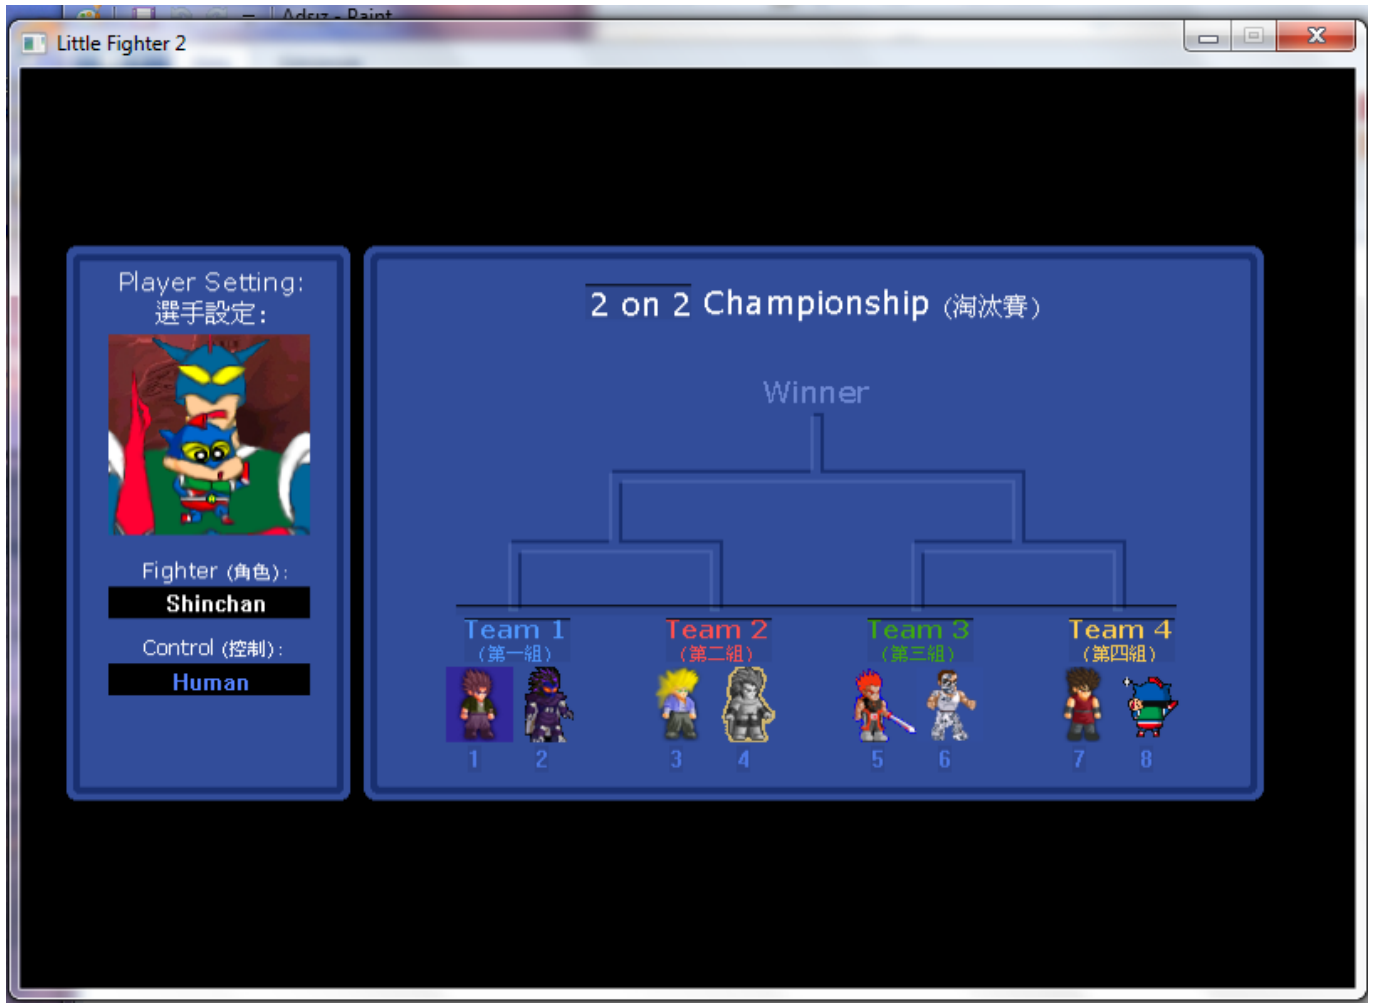 Adsız - Paint
Little Fighter 2
Player Setting:
選手設定:
Fighter (角色):
Shinchan
Control (控制):
Human
2 on 2 Championship (淘汰賽)
Winner
Team 1
(第一組)
Team 2
(第二組)
Team 3
(第三組)
Team 4
(第四組)
1 2 3 4 5 6 7 8